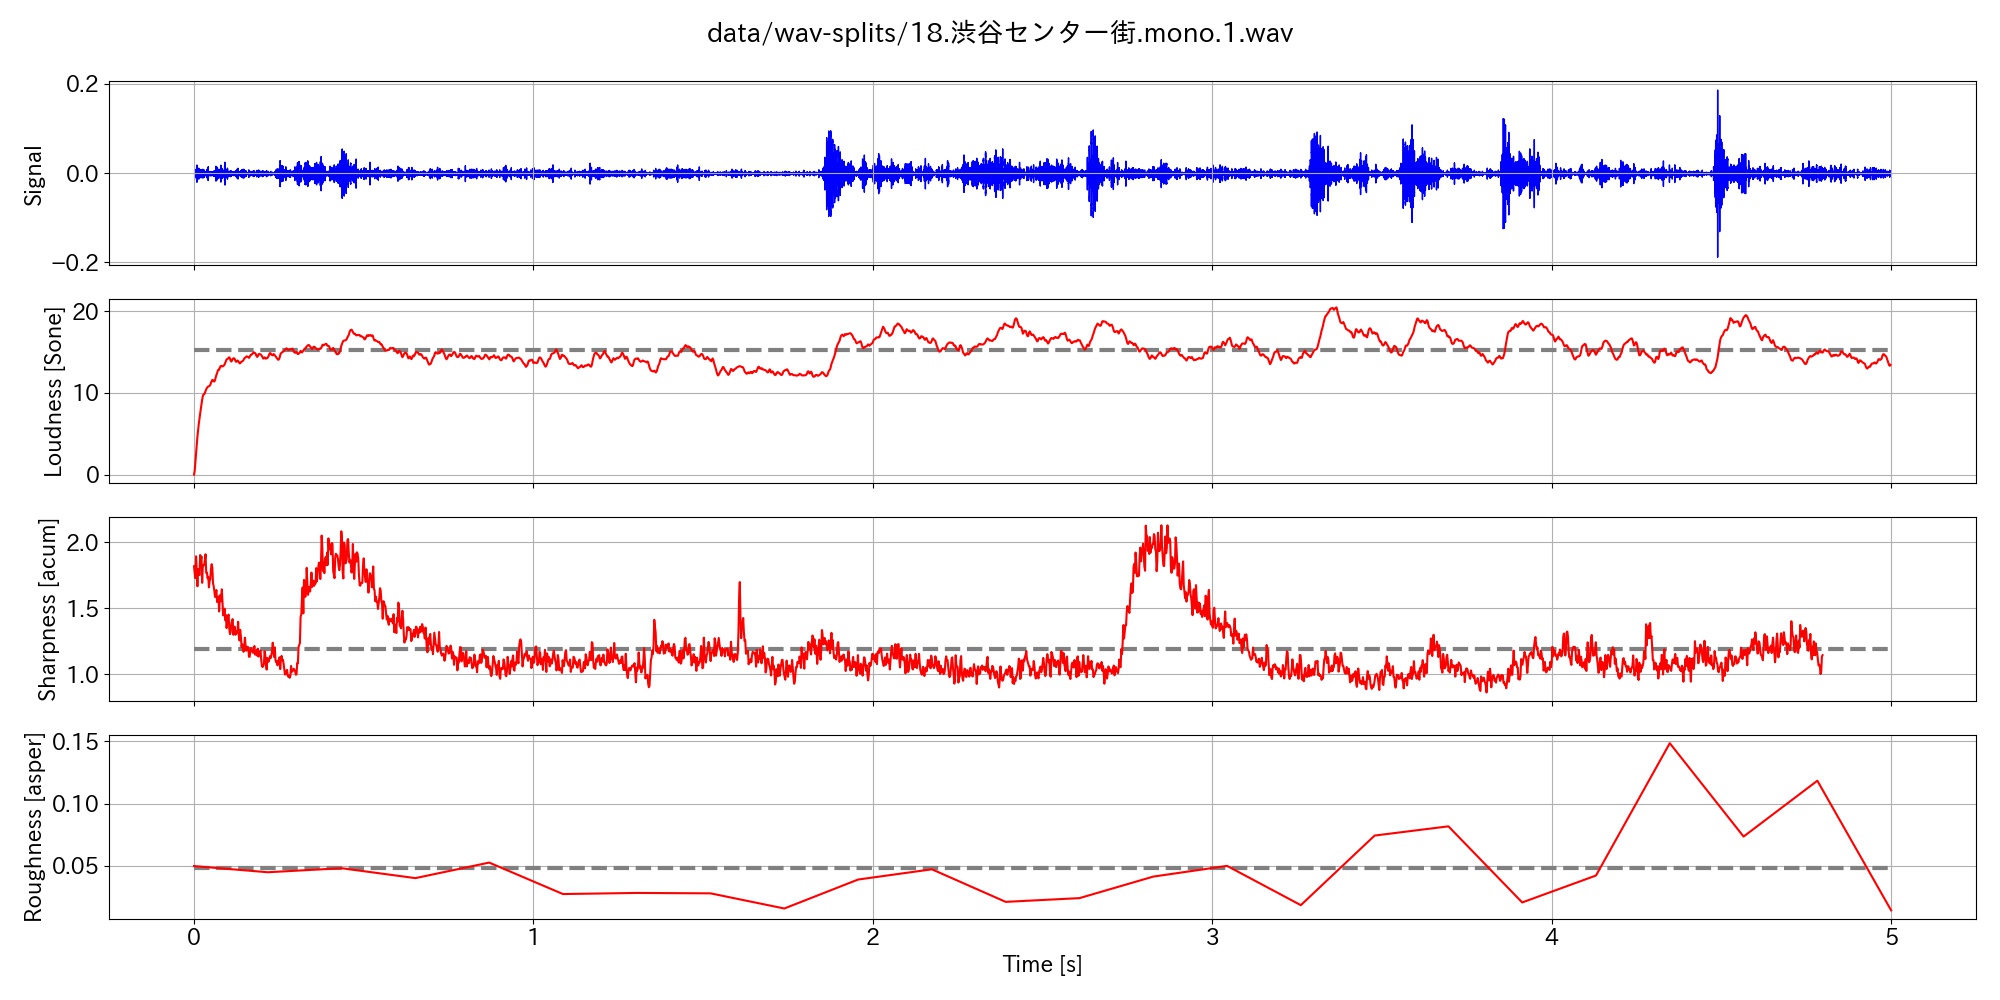 data/wav-splits/18.渋谷センター街.mono.1.wav
Signal
0.2
0.0
−0.2
Loudness [Sone]
20
10
0
Sharpness [acum]
2.0
1.5
1.0
Roughness [asper]
0.15
0.10
0.05
0 1 2 3 4 5
Time [s]